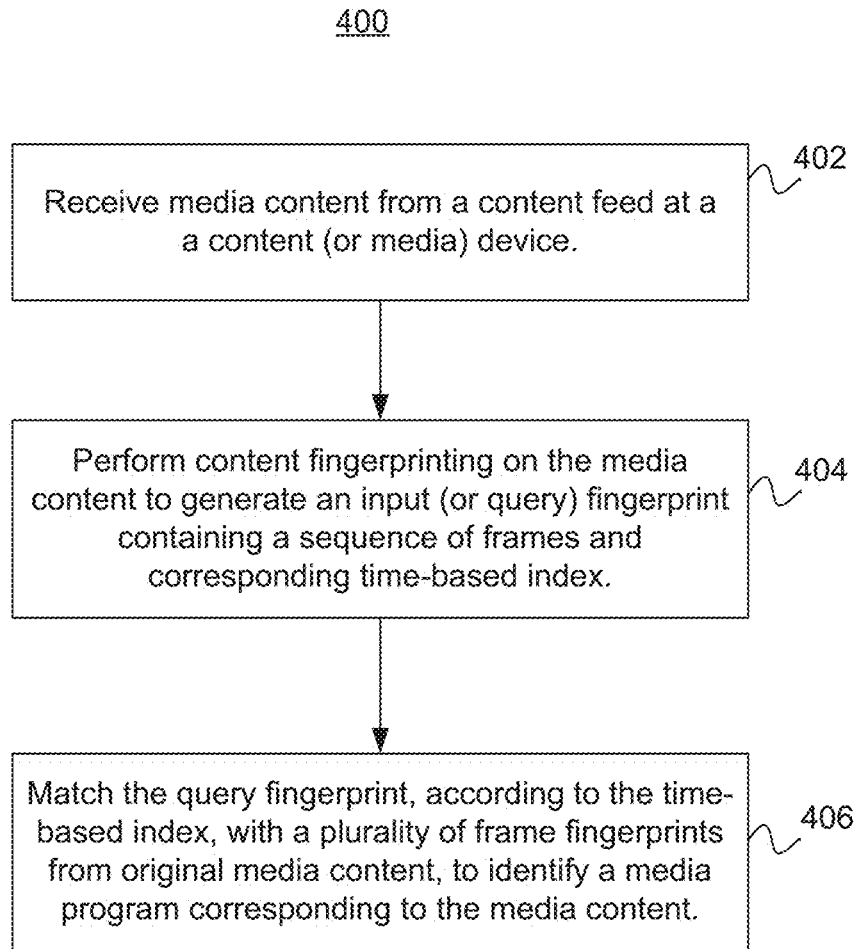 400
402
Receive media content from a content feed at a
a content (or media) device.
404
Perform content fingerprinting on the media
content to generate an input (or query) fingerprint
containing a sequence of frames and
corresponding time-based index.
406
Match the query fingerprint, according to the time-
based index, with a plurality of frame fingerprints
from original media content, to identify a media
program corresponding to the media content.